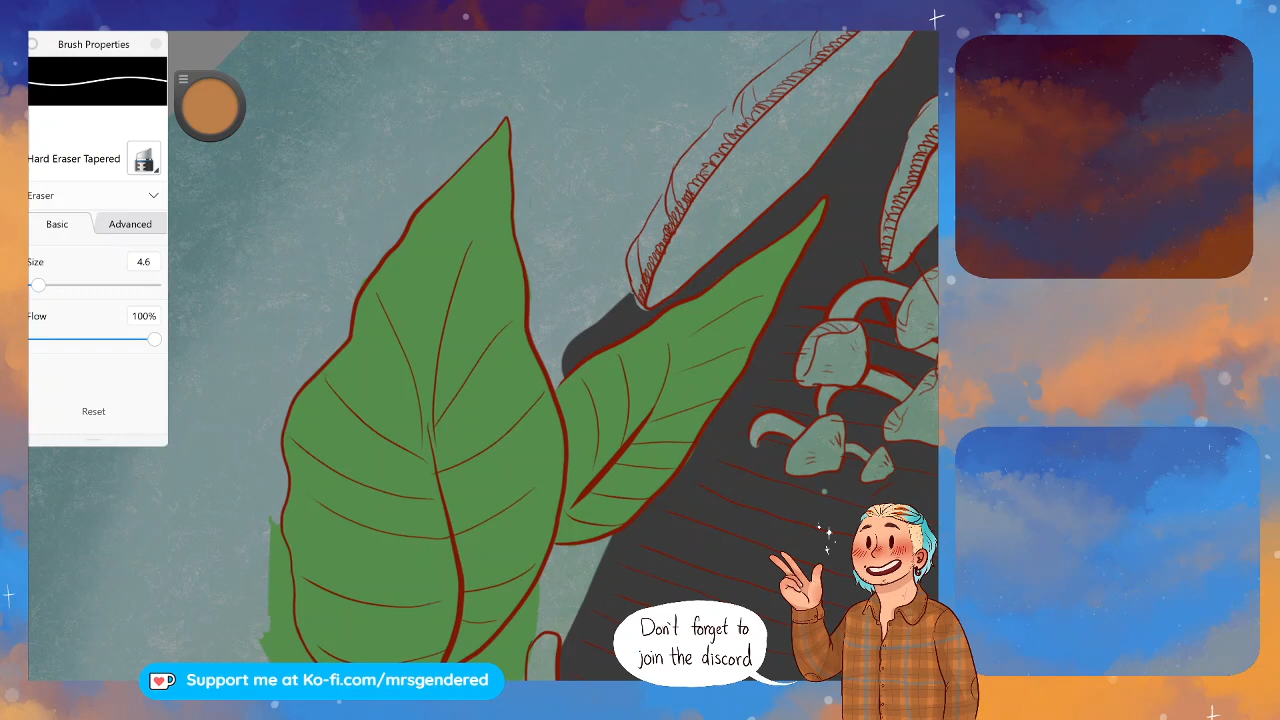 Brush Properties
Hard Eraser Tapered
Eraser
Basic Advanced
Size 4.6
Flow 100%
Reset
Don't forget to
join the discord
Support me at Ko-fi.com/mrsgendered